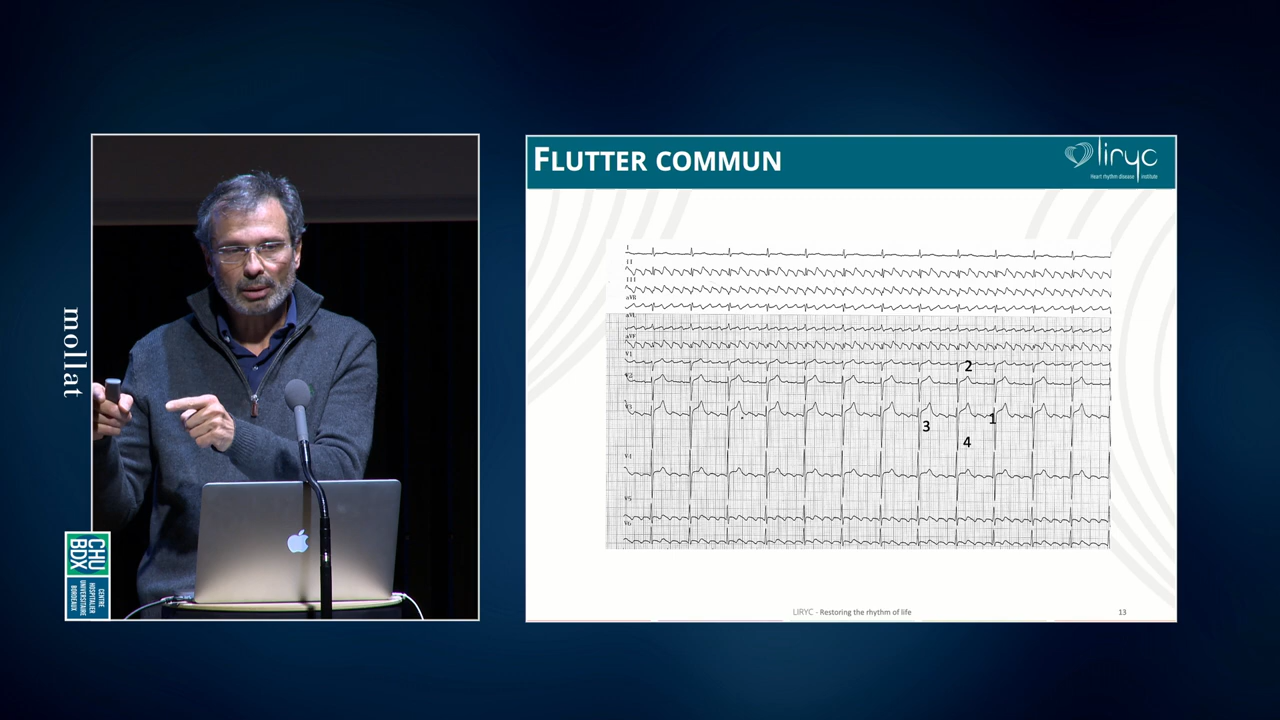 mollat
CHU
BDX
CENTRE
HOSPITALIER
UNIVERSITAIRE
BORDEAUX
FLUTTER COMMUN
liryc
Heart rhythm disease institute
I
II
III
aVR
aVL
aVF
V1
V2
V3
V4
V5
V6
2
1
3
4
LIRYC - Restoring the rhythm of life
13